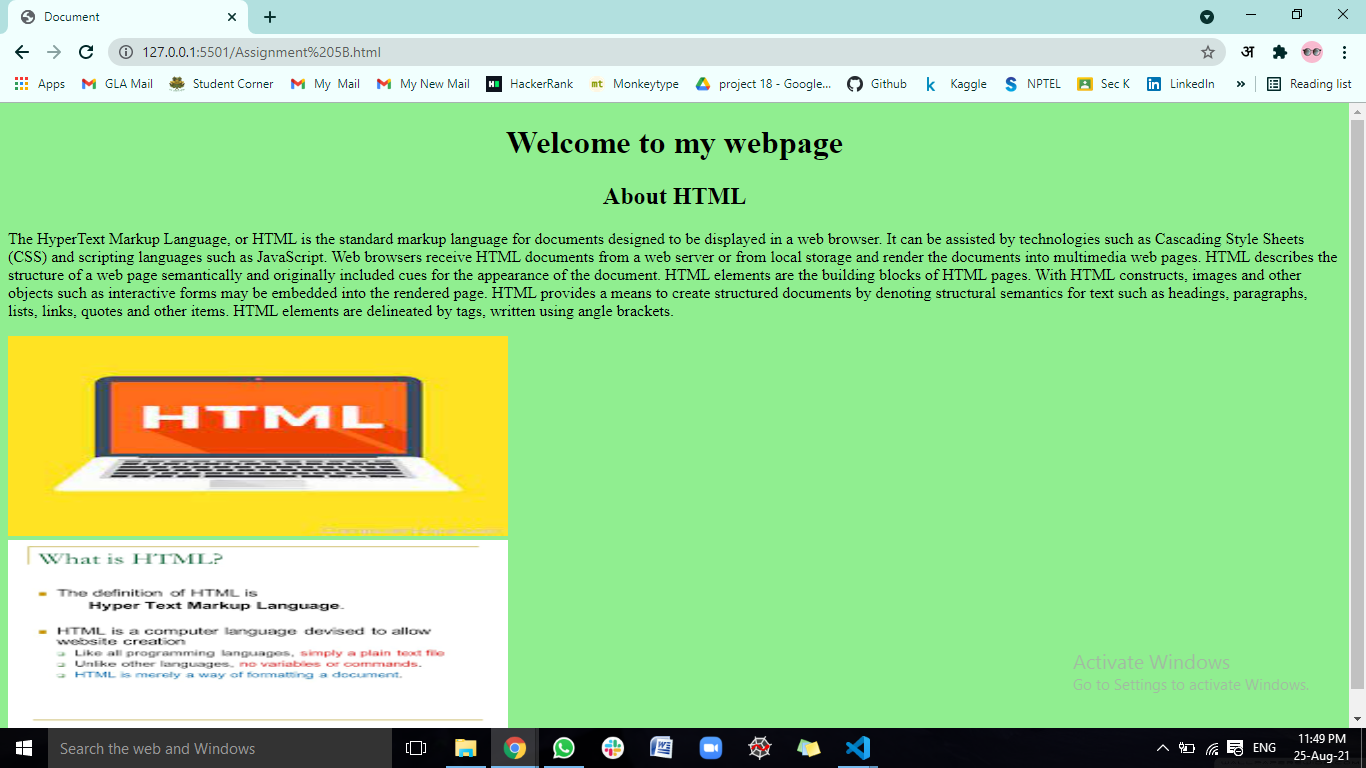 Document
127.0.0.1:5501/Assignment%205B.html
अ
Apps GLA Mail Student Corner My Mail My New Mail HackerRank mt Monkeytype project 18 - Google... Github Kaggle NPTEL Sec K LinkedIn » Reading list
Welcome to my webpage
About HTML
The HyperText Markup Language, or HTML is the standard markup language for documents designed to be displayed in a web browser. It can be assisted by technologies such as Cascading Style Sheets
(CSS) and scripting languages such as JavaScript. Web browsers receive HTML documents from a web server or from local storage and render the documents into multimedia web pages. HTML describes the
structure of a web page semantically and originally included cues for the appearance of the document. HTML elements are the building blocks of HTML pages. With HTML constructs, images and other
objects such as interactive forms may be embedded into the rendered page. HTML provides a means to create structured documents by denoting structural semantics for text such as headings, paragraphs,
lists, links, quotes and other items. HTML elements are delineated by tags, written using angle brackets.
HTML
What is HTML?
The definition of HTML is
Hyper Text Markup Language.
HTML is a computer language devised to allow
website creation
Like all programming languages, simply a plain text file
Unlike other languages, no variables or commands.
HTML is merely a way of formatting a document.
Activate Windows
Go to Settings to activate Windows.
Search the web and Windows
ENG
11:49 PM
25-Aug-21